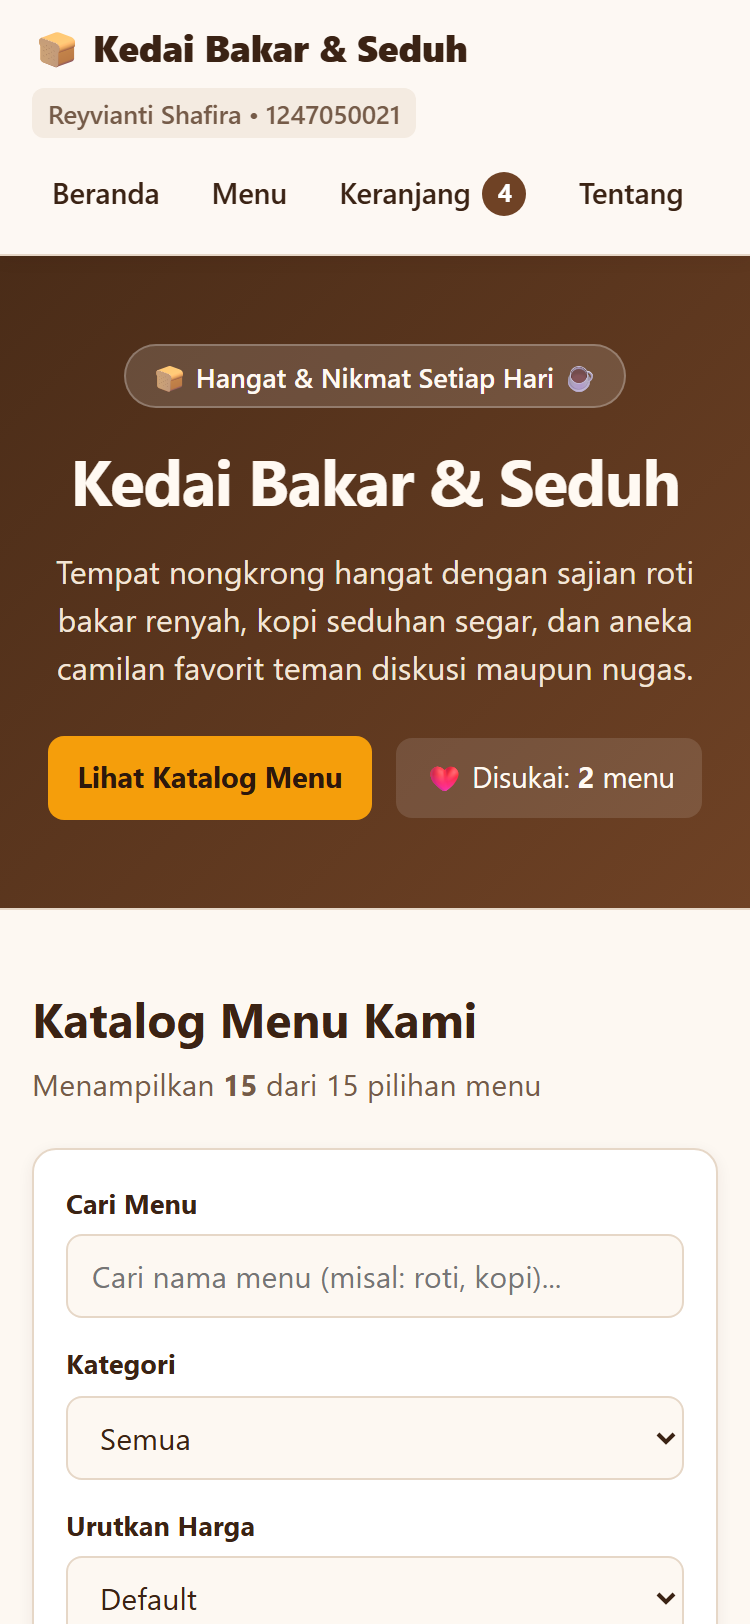 Kedai Bakar & Seduh
Reyvianti Shafira • 1247050021
Beranda Menu Keranjang 4 Tentang
Hangat & Nikmat Setiap Hari
Kedai Bakar & Seduh
Tempat nongkrong hangat dengan sajian roti
bakar renyah, kopi seduhan segar, dan aneka
camilan favorit teman diskusi maupun nugas.
Lihat Katalog Menu
Disukai: 2 menu
Katalog Menu Kami
Menampilkan 15 dari 15 pilihan menu
Cari Menu
Cari nama menu (misal: roti, kopi)...
Kategori
Semua
Urutkan Harga
Default